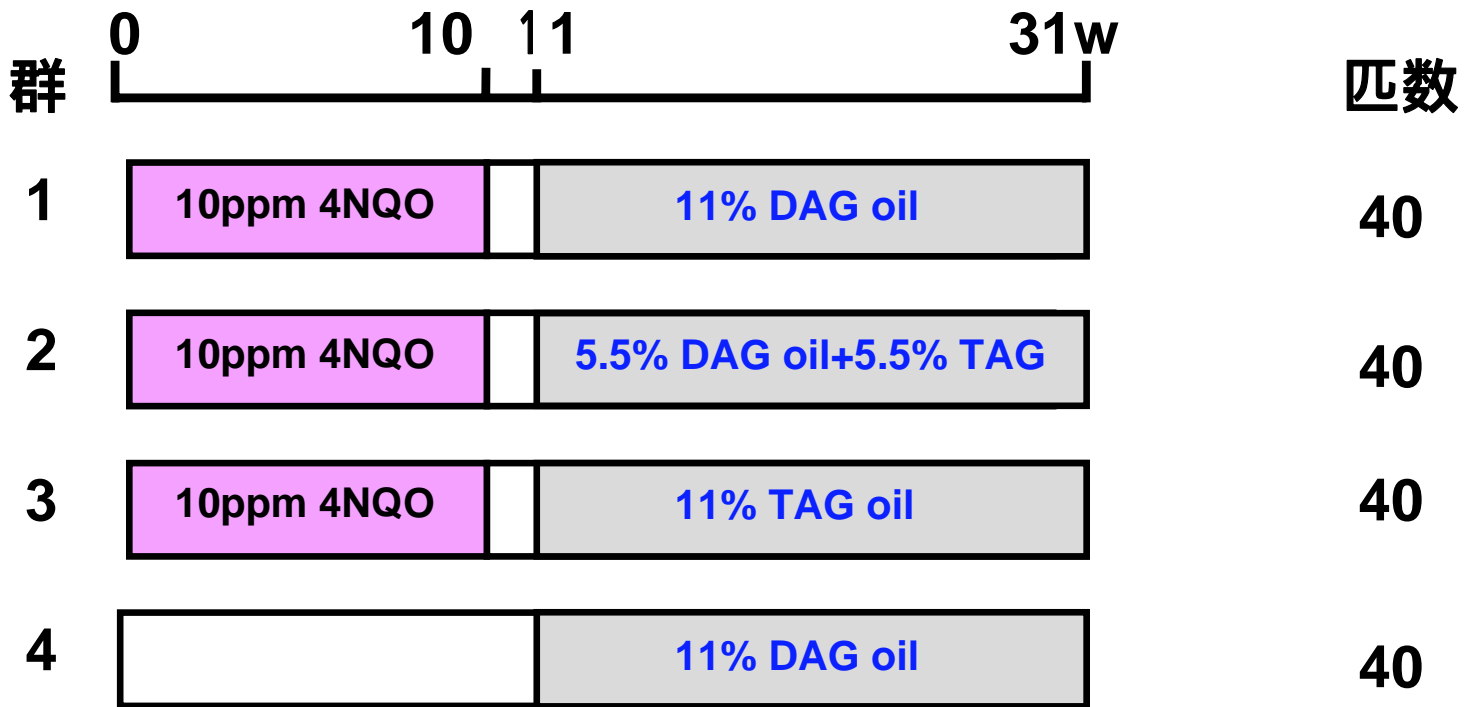 0 10 11 31w
群 匹数
1 10ppm 4NQO 11% DAG oil 40
2 10ppm 4NQO 5.5% DAG oil+5.5% TAG 40
3 10ppm 4NQO 11% TAG oil 40
4 11% DAG oil 40